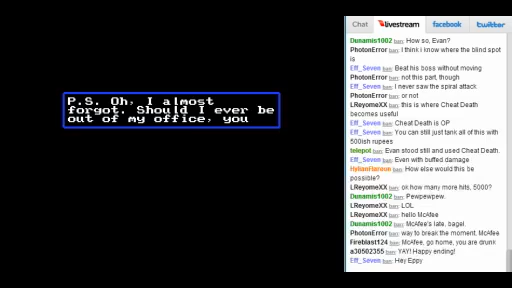 P.S. Oh, I almost
forgot. Should I ever be
out of my office, you
Chat livestream facebook twitter
Dunamis1002 ban: How so, Evan?
PhotonError ban: I think i know where the blind spot
is
Eff_Seven ban: Beat his boss without moving
PhotonError ban: not this part, though
Eff_Seven ban: I never saw the spiral attack
PhotonError ban: or not
LReyomeXX ban: this is where Cheat Death
becomes useful
Eff_Seven ban: Cheat Death is OP
Eff_Seven ban: You can still just tank all of this with
500ish rupees
telepot ban: Evan stood still and used Cheat Death.
Eff_Seven ban: Even with buffed damage
HylianHaroun ban: How else would this be
possible?
LReyomeXX ban: ok how many more hits, 5000?
Dunamis1002 ban: Pewpewpew.
LReyomeXX ban: LOL
LReyomeXX ban: hello McAfee
Dunamis1002 ban: McAfee's late, bagel.
PhotonError ban: way to break the moment, McAfee
Fireblast124 ban: McAfee, go home, you are drunk
a30502355 ban: YAY! Happy ending!
Eff_Seven ban: Hey Eppy